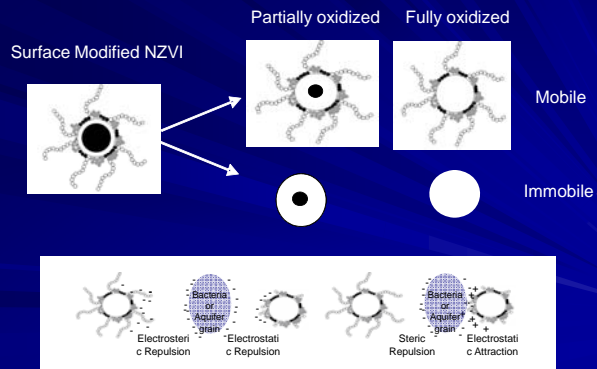 Partially oxidized
Fully oxidized
Surface Modified NZVI
Mobile
Immobile
Bacteria
or
Aquifer
grain
Electrosteri
c Repulsion
Electrostati
c Repulsion
Bacteria
or
Aquifer
grain
Steric
Repulsion
Electrostati
c Attraction